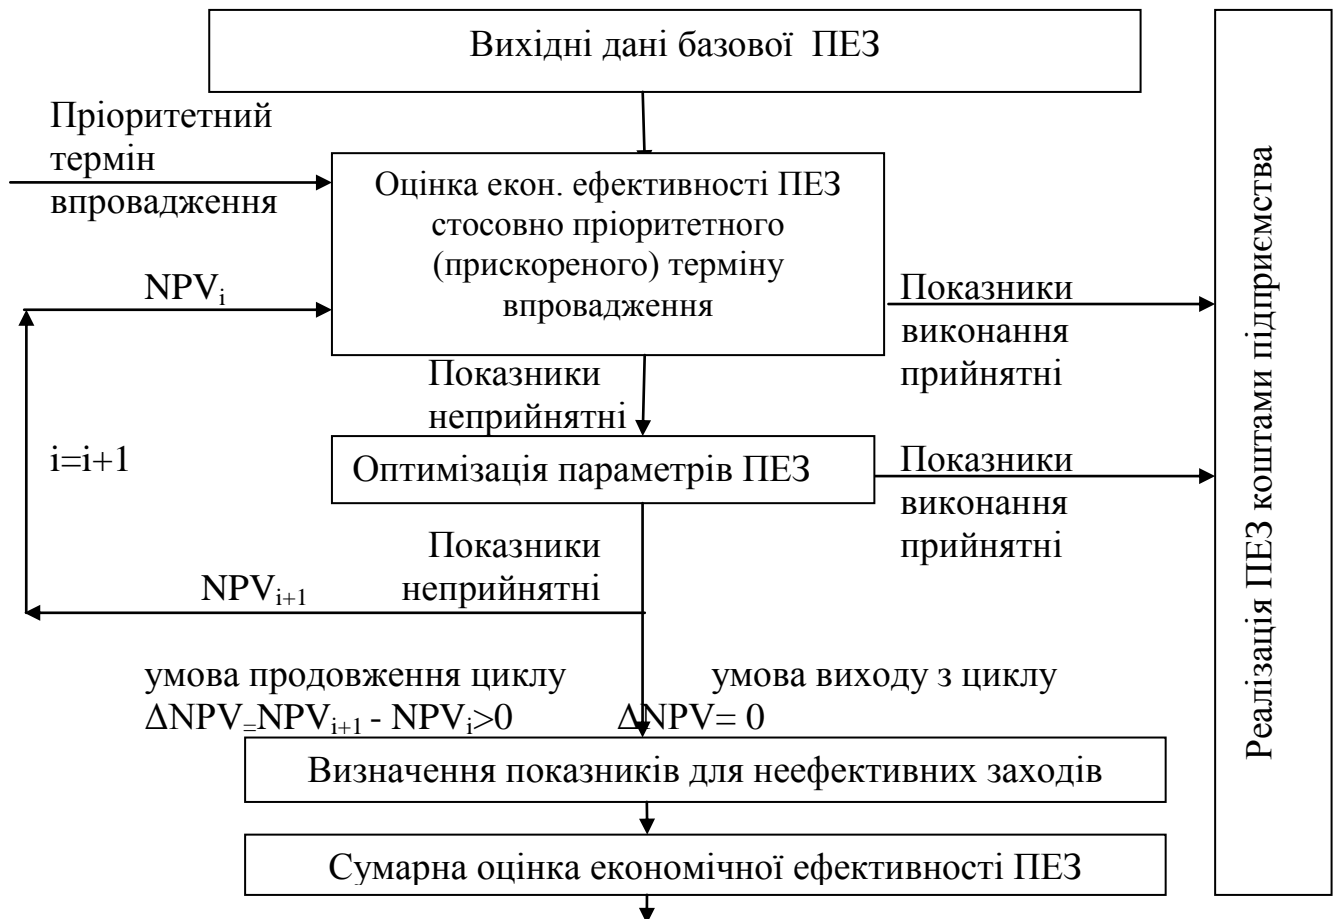 Вихідні дані базової ПЕЗ
Пріоритетний
термін
впровадження
Оцінка екон. ефективності ПЕЗ
стосовно пріоритетного
(прискореного) терміну
впровадження
NPVi
Показники
виконання
прийнятні
Показники
неприйнятні
i=i+1
Оптимізація параметрів ПЕЗ
Показники
виконання
прийнятні
Показники
неприйнятні
NPVi+1
умова продовження циклу
ΔNPV=NPVi+1 - NPVi>0
умова виходу з циклу
ΔNPV= 0
Визначення показників для неефективних заходів
Сумарна оцінка економічної ефективності ПЕЗ
Реалізація ПЕЗ коштами підприємства